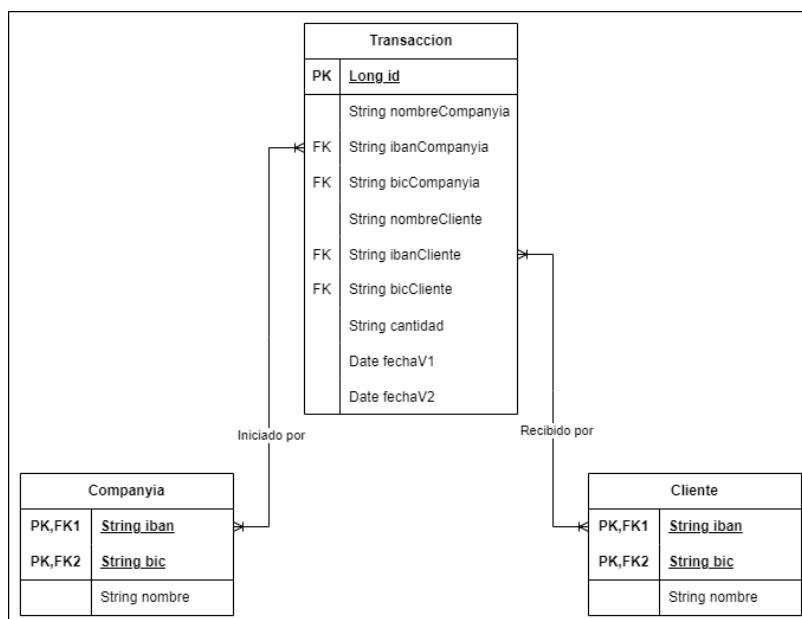 Transaccion
PK Long id
String nombreCompanyia
FK String ibanCompanyia
FK String bicCompanyia
String nombreCliente
FK String ibanCliente
FK String bicCliente
String cantidad
Date fechaV1
Date fechaV2
Iniciado por
Recibido por
Companyia
PK,FK1 String iban
PK,FK2 String bic
String nombre
Cliente
PK,FK1 String iban
PK,FK2 String bic
String nombre